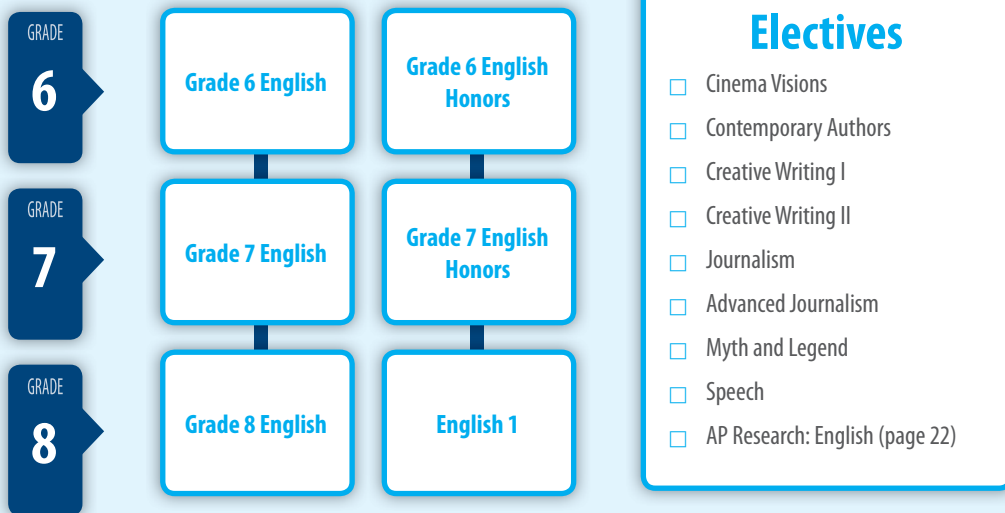 GRADE
6
Grade 6 English
Grade 6 English
Honors
GRADE
7
Grade 7 English
Grade 7 English
Honors
GRADE
8
Grade 8 English
English 1
Electives
Cinema Visions
Contemporary Authors
Creative Writing I
Creative Writing II
Journalism
Advanced Journalism
Myth and Legend
Speech
AP Research: English (page 22)